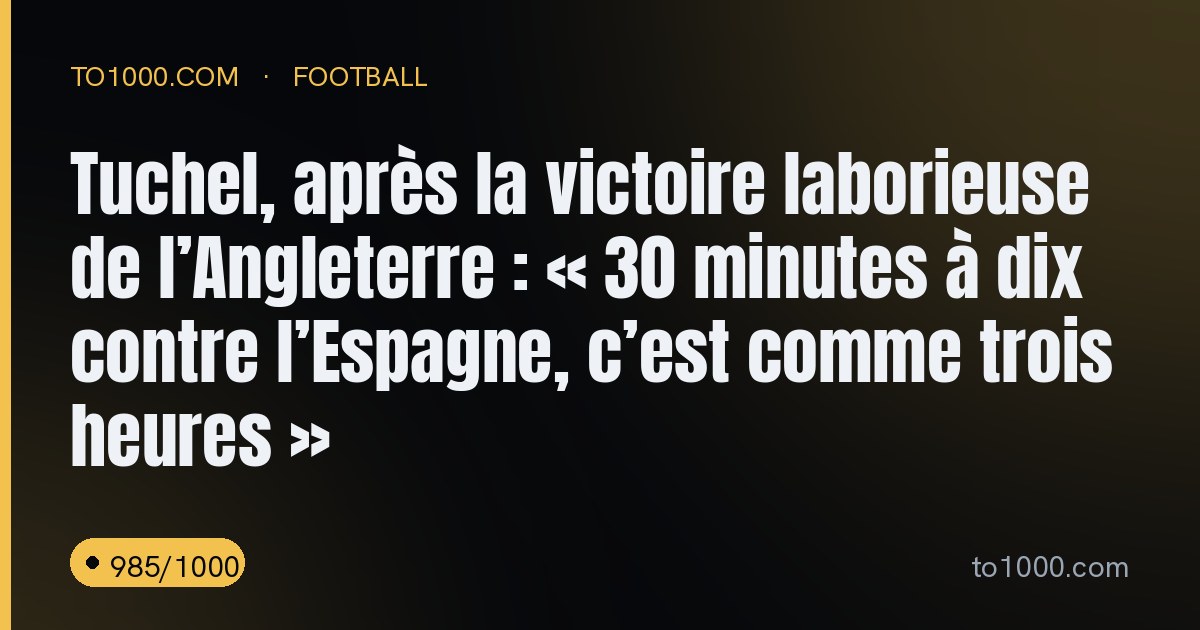 TO1000.COM · FOOTBALL
Tuchel, après la victoire laborieuse
de l’Angleterre : « 30 minutes à dix
contre l’Espagne, c’est comme trois
heures »
985/1000
to1000.com